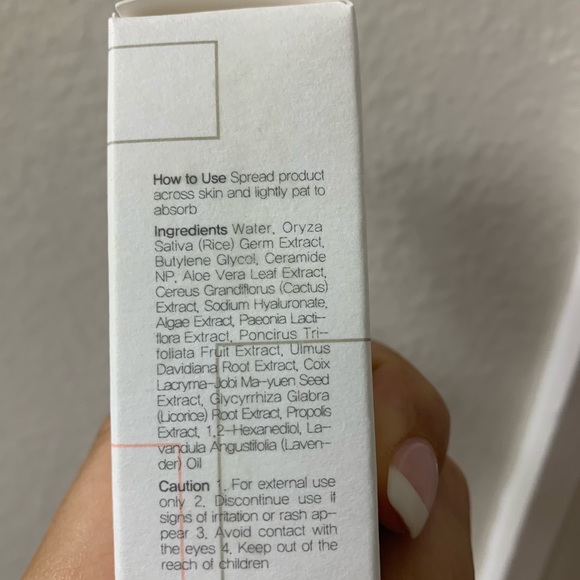 How to Use Spread product
across skin and lightly pat to
absorb
Ingredients Water, Oryza
Sativa (Rice) Germ Extract,
Butylene Glycol, Ceramide
NP, Aloe Vera Leaf Extract,
Cereus Grandiflorus (Cactus)
Extract, Sodium Hyaluronate,
Algae Extract, Paeonia Lacti-
flora Extract, Poncirus Tri-
foliata Fruit Extract, Ulmus
Davidiana Root Extract, Coix
Lacryma-Jobi Ma-yuen Seed
Extract, Glycyrrhiza Glabra
(Licorice) Root Extract, Propolis
Extract, 1,2-Hexanediol, La-
vandula Angustifolia (Laven-
der) Oil
Caution 1. For external use
only 2. Discontinue use if
signs of irritation or rash ap-
pear 3. Avoid contact with
the eyes 4. Keep out of the
reach of children